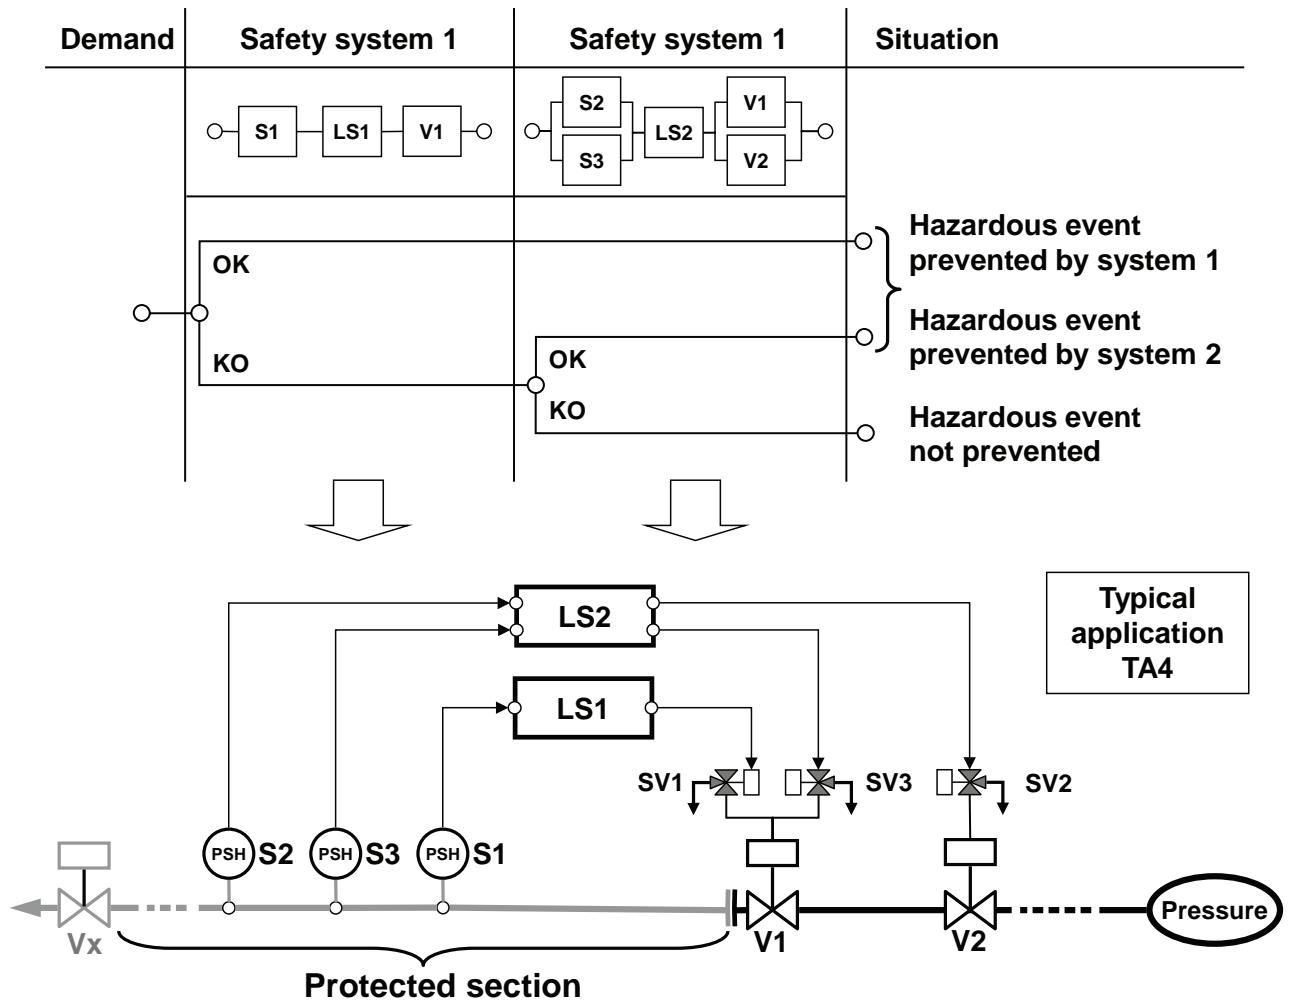 Demand
Safety system 1
Safety system 1
Situation
S1
LS1
V1
S2
S3
LS2
V1
V2
Hazardous event
prevented by system 1
OK
KO
Hazardous event
prevented by system 2
OK
KO
Hazardous event
not prevented
Typical
application
TA4
LS2
LS1
SV1
SV3
SV2
PSH
S2
PSH
S3
PSH
S1
Pressure
Vx
V1
V2
Protected section